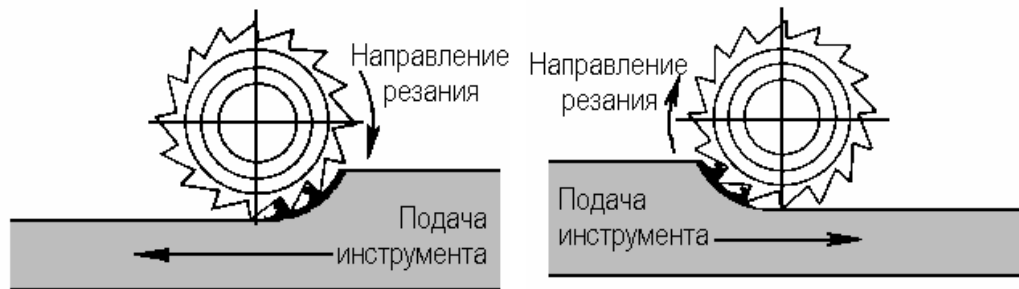 Направление
резания
Подача
инструмента
Направление
резания
Подача
инструмента